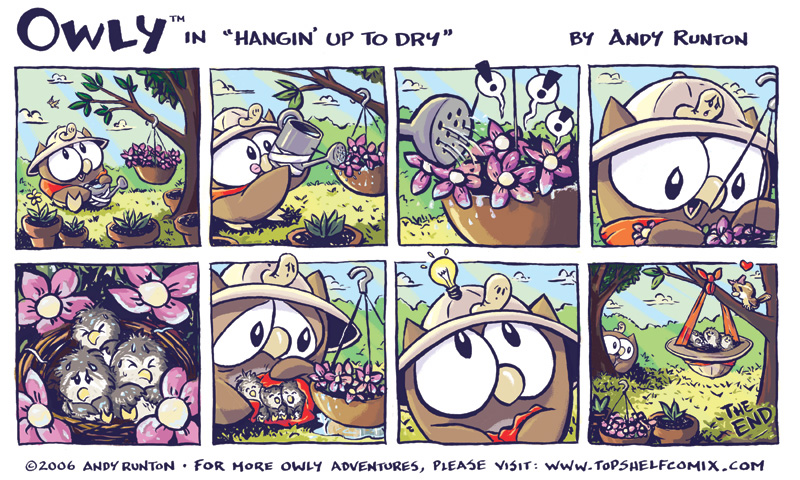 OWLY™ IN "HANGIN' UP TO DRY" BY ANDY RUNTON
!
!
!
THE END
©2006 ANDY RUNTON • FOR MORE OWLY ADVENTURES, PLEASE VISIT: WWW.TOPSHELFCOMIX.COM